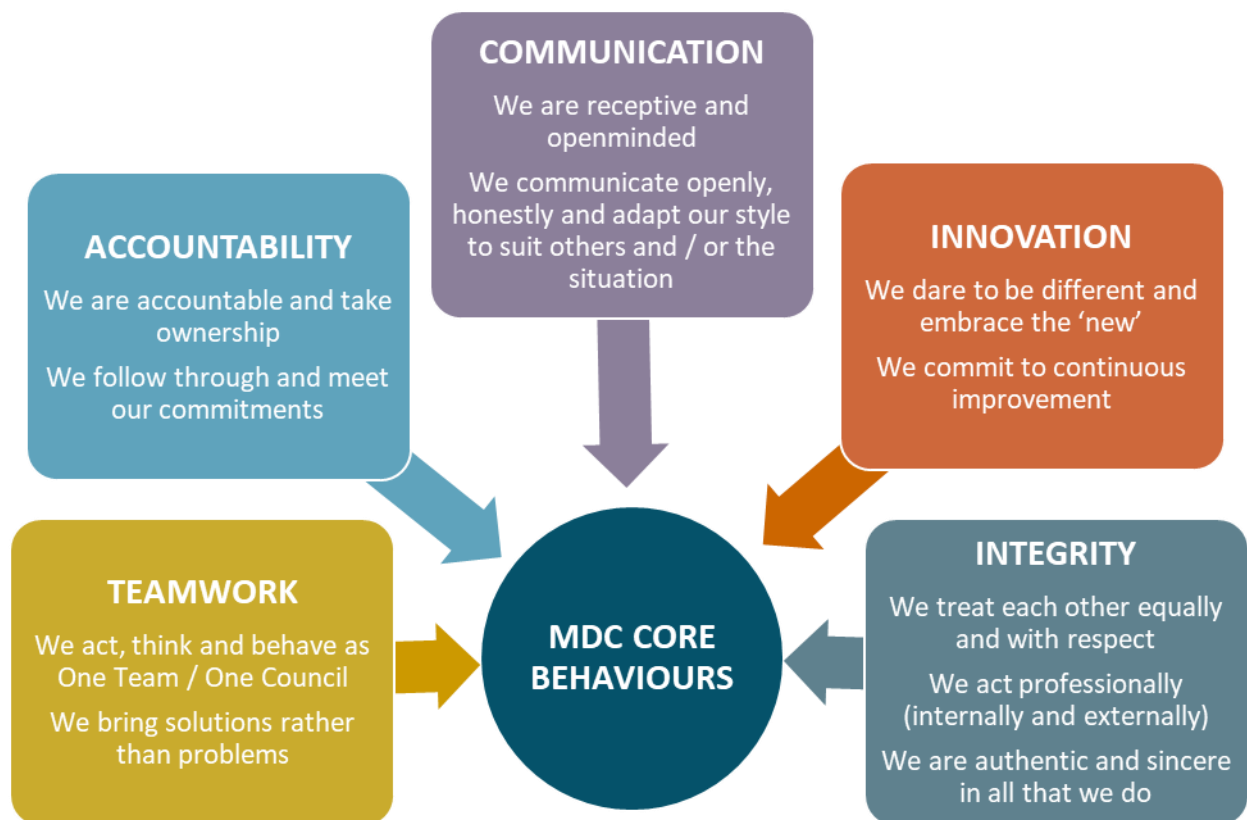 COMMUNICATION
We are receptive and
openminded
We communicate openly,
honestly and adapt our style
to suit others and / or the
situation
ACCOUNTABILITY
We are accountable and take
ownership
We follow through and meet
our commitments
INNOVATION
We dare to be different and
embrace the ‘new’
We commit to continuous
improvement
TEAMWORK
We act, think and behave as
One Team / One Council
We bring solutions rather
than problems
MDC CORE
BEHAVIOURS
INTEGRITY
We treat each other equally
and with respect
We act professionally
(internally and externally)
We are authentic and sincere
in all that we do